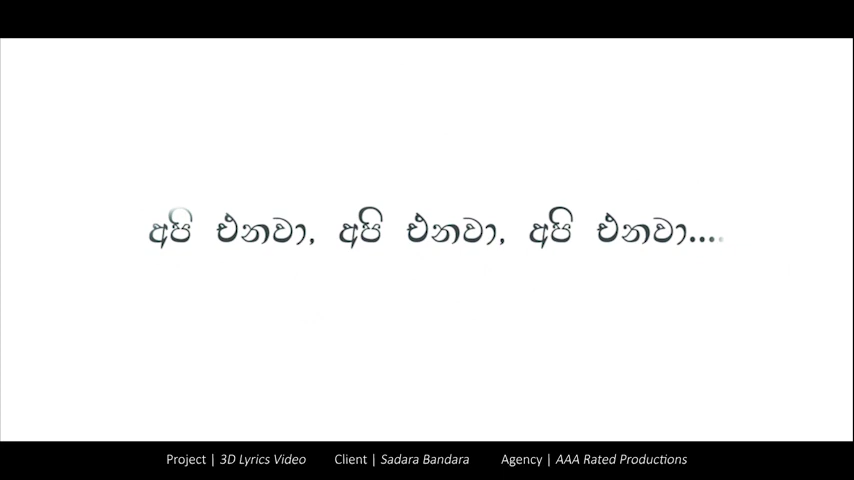 අපි එනවා, අපි එනවා, අපි එනවා....
Project | 3D Lyrics Video Client | Sadara Bandara Agency | AAA Rated Productions